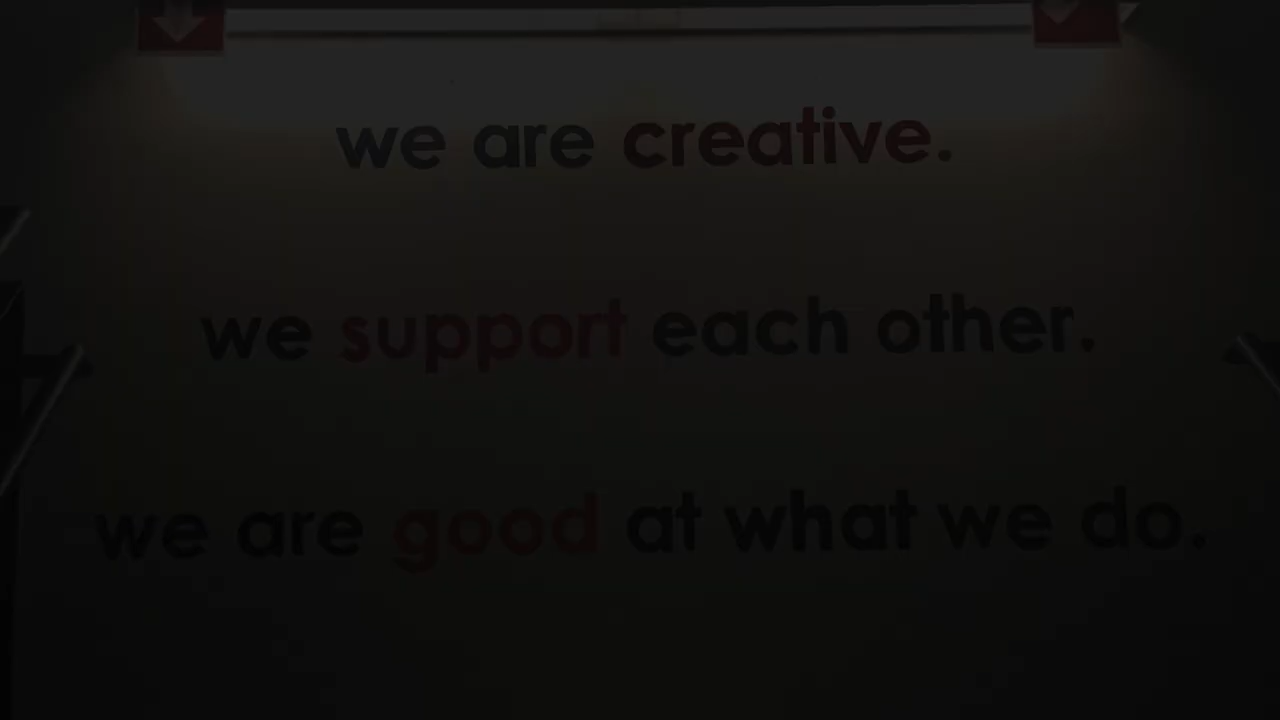 we are creative.
we support each other.
we are good at what we do.